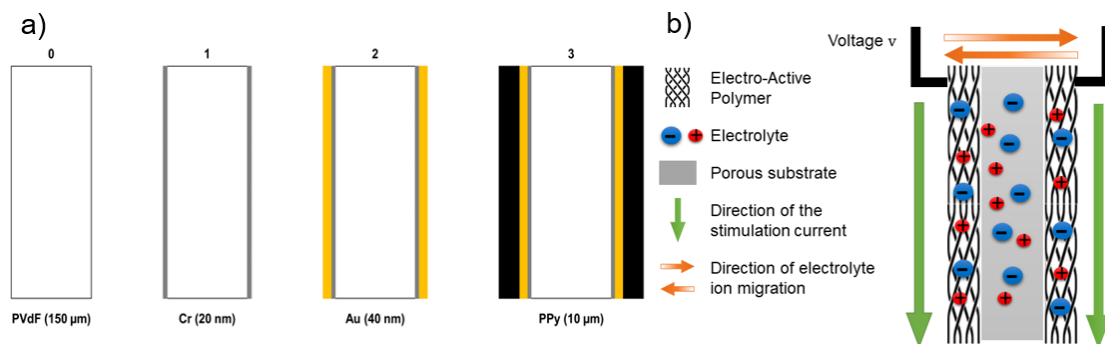 a)
0
1
2
3
PVdF (150 µm)
Cr (20 nm)
Au (40 nm)
PPy (10 µm)
b)
Voltage v
Electro-Active
Polymer
Electrolyte
Porous substrate
Direction of the
stimulation current
Direction of electrolyte
ion migration